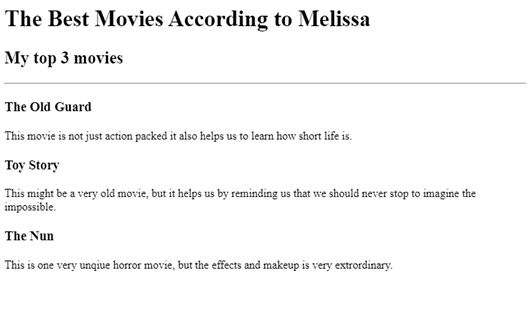 The Best Movies According to Melissa
My top 3 movies
The Old Guard
This movie is not just action packed it also helps us to learn how short life is.
Toy Story
This might be a very old movie, but it helps us by reminding us that we should never stop to imagine the
impossible.
The Nun
This is one very unqiue horror movie, but the effects and makeup is very extrordinary.